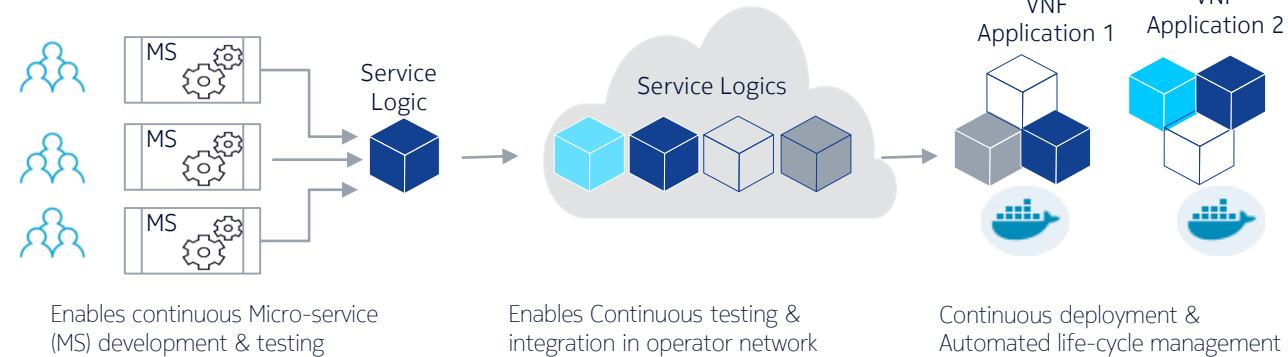 MS
MS
MS
Service
Logic
Service Logics
VNF
Application 1
VNF
Application 2
Enables continuous Micro-service
(MS) development & testing
Enables Continuous testing &
integration in operator network
Continuous deployment &
Automated life-cycle management